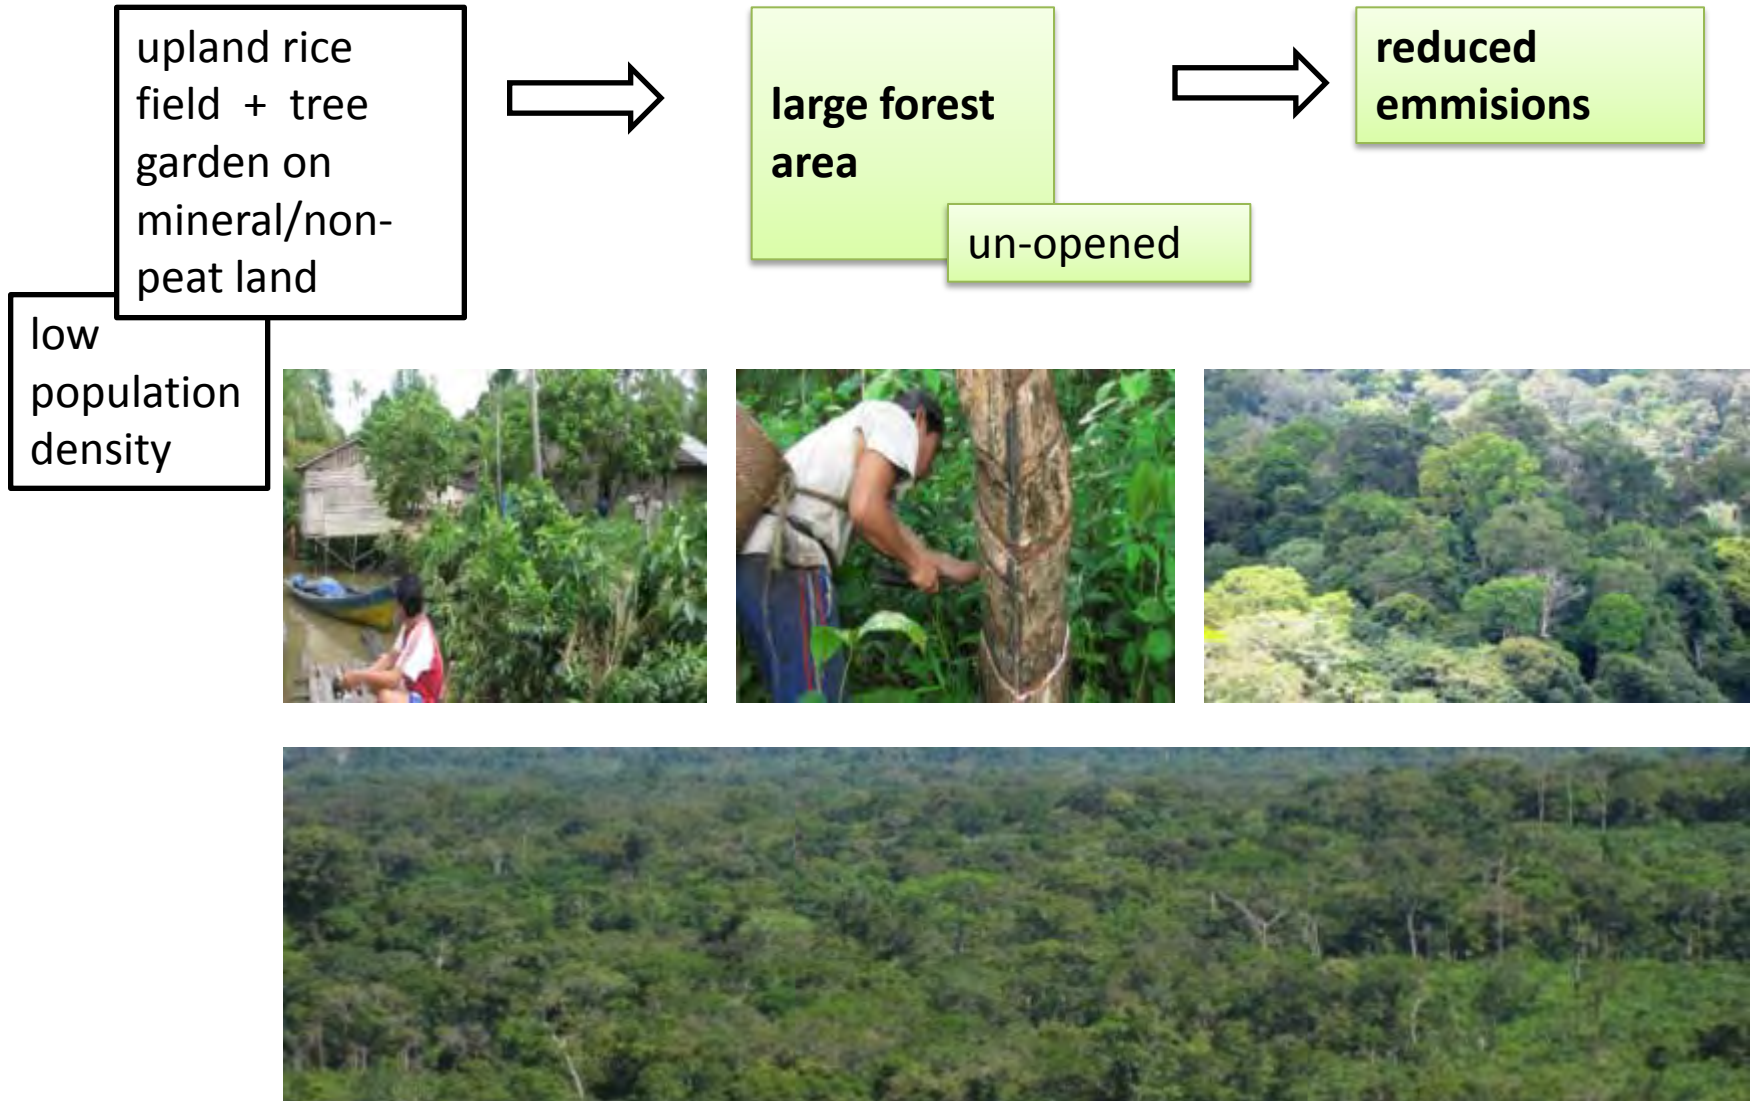 upland rice
field + tree
garden on
mineral/non-
peat land
low
population
density
large forest
area
un-opened
reduced
emmisions